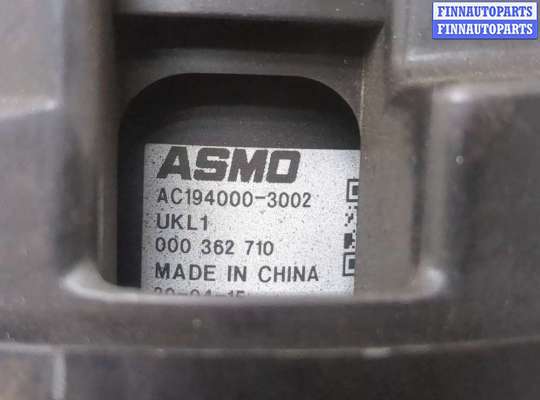 FINNAUTOPARTS
FINNAUTOPARTS
ASMO
AC194000-3002
UKL1
000 362 710
MADE IN CHINA